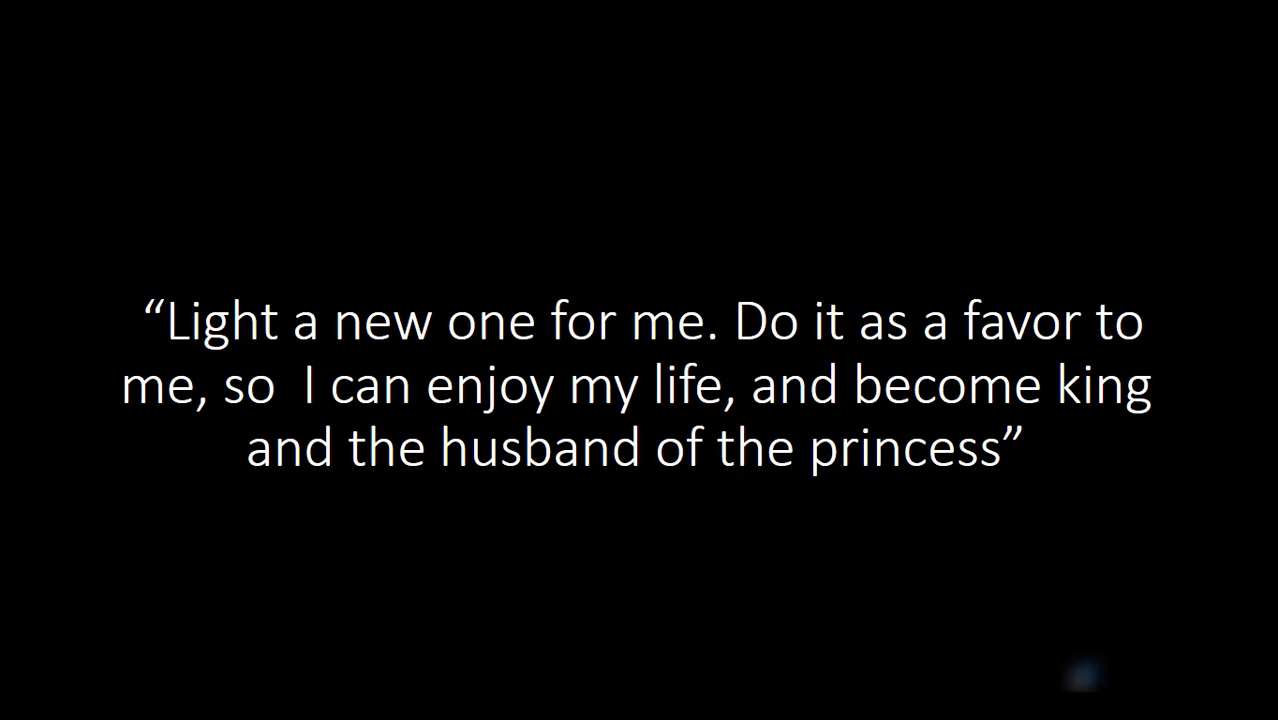 “Light a new one for me. Do it as a favor to
me, so  I can enjoy my life, and become king
and the husband of the princess”